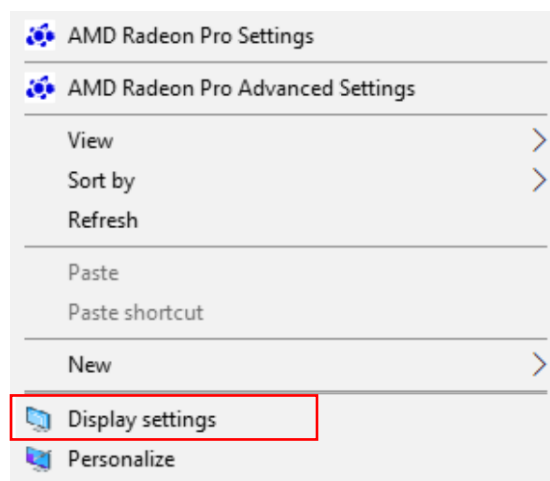 AMD Radeon Pro Settings
AMD Radeon Pro Advanced Settings
View
Sort by
Refresh
Paste
Paste shortcut
New
Display settings
Personalize